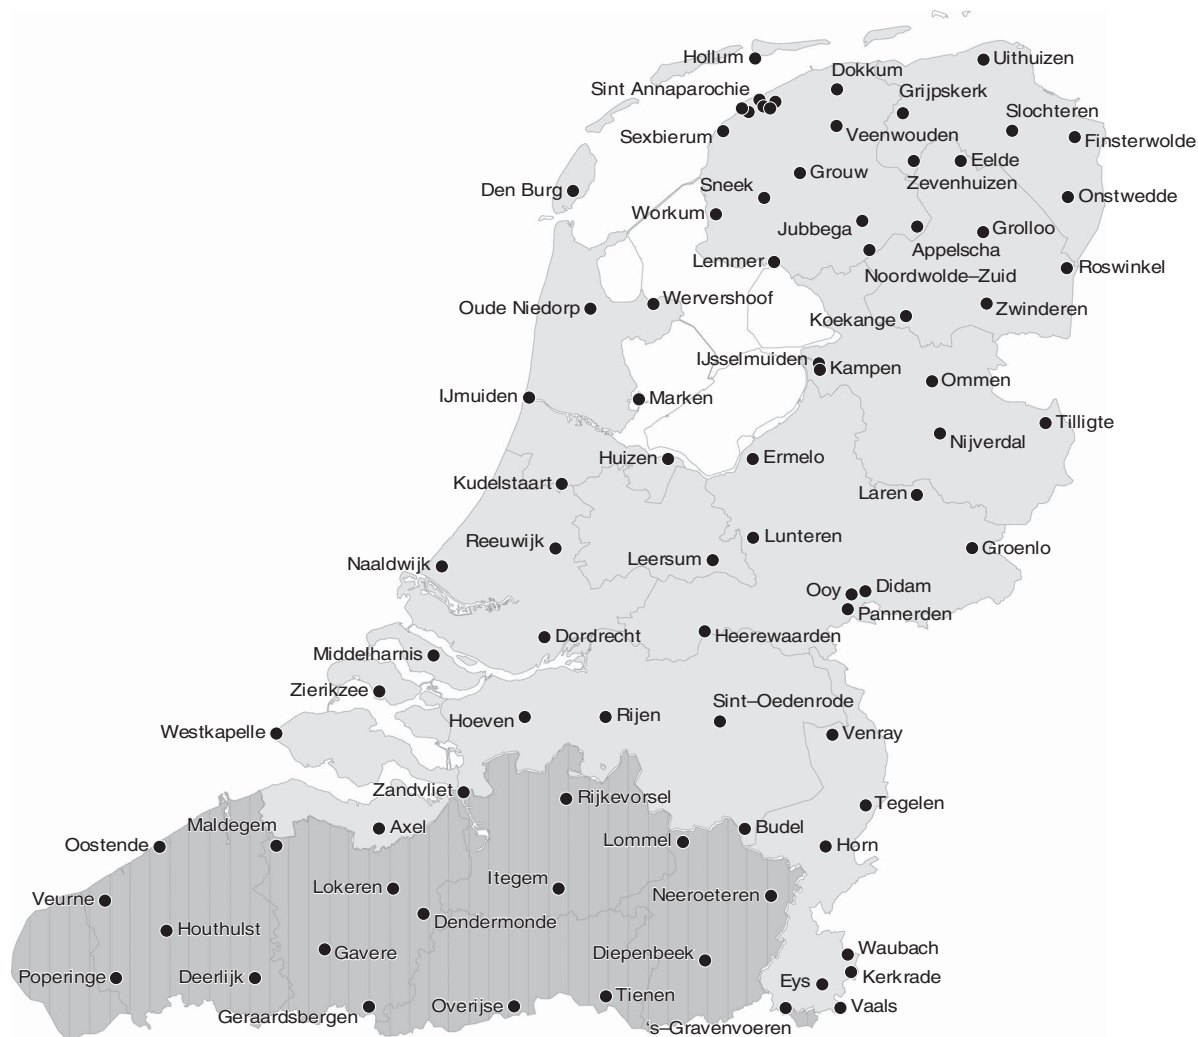 Hollum
Uithuizen
Dokkum
Sint Annaparochie
Grijpskerk
Slochteren
Sexbierum
Veenwouden
Finsterwolde
Eelde
Grouw
Zevenhuizen
Sneek
Den Burg
Onstwedde
Workum
Jubbega
Grolloo
Appelscha
Lemmer
Noordwolde–Zuid
Roswinkel
Wervershoof
Oude Niedorp
Zwinderen
Koekange
IJsselmuiden
Kampen
Ommen
IJmuiden
Marken
Tilligte
Nijverdal
Huizen
Ermelo
Kudelstaart
Laren
Lunteren
Reeuwijk
Groenlo
Leersum
Naaldwijk
Ooy
Didam
Pannerden
Dordrecht
Heerewaarden
Middelharnis
Zierikzee
Sint–Oedenrode
Hoeven
Rijen
Westkapelle
Venray
Zandvliet
Rijkevorsel
Tegelen
Maldegem
Axel
Budel
Lommel
Oostende
Horn
Itegem
Lokeren
Neeroeteren
Veurne
Dendermonde
Houthulst
Gavere
Waubach
Diepenbeek
Poperinge
Deerlijk
Kerkrade
Eys
Tienen
Overijse
Vaals
Geraardsbergen
's–Gravenvoeren